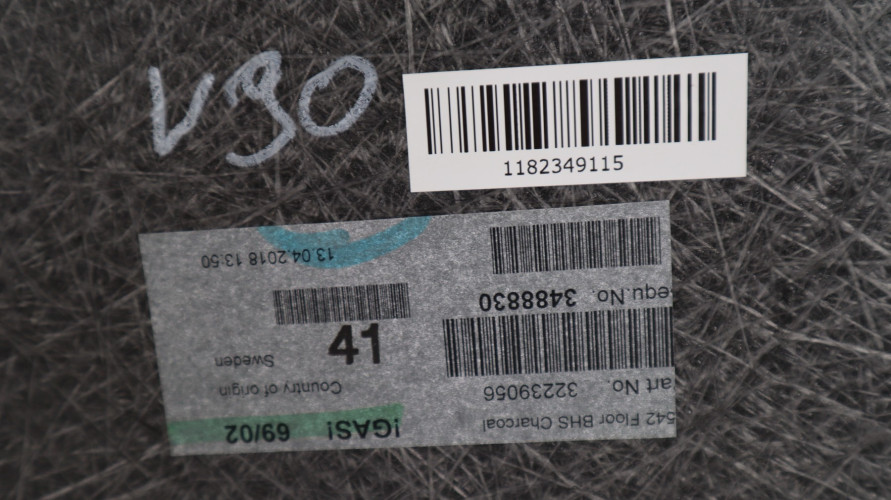 V90
1182349115
542 Floor BHS Charcoal !GAS! 69/02
art No. 32239056 Country of origin
Sweden
41
equ.No. 3488830
13.04.2018 13:50